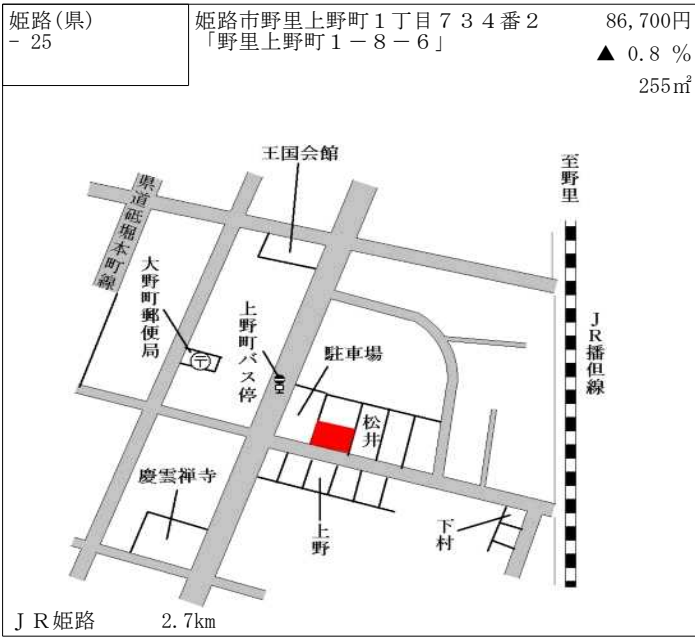 姫路(県)
- 25
姫路市野里上野町１丁目７３４番２
「野里上野町１－８－６」
86,700円
▲ 0.8 %
255㎡
王国会館
至野里
県道砥堀本町線
大野町郵便局
〒
上野町バス停
駐車場
ＪＲ播但線
松井
慶雲禅寺
上野
下村
ＪＲ姫路 2.7km